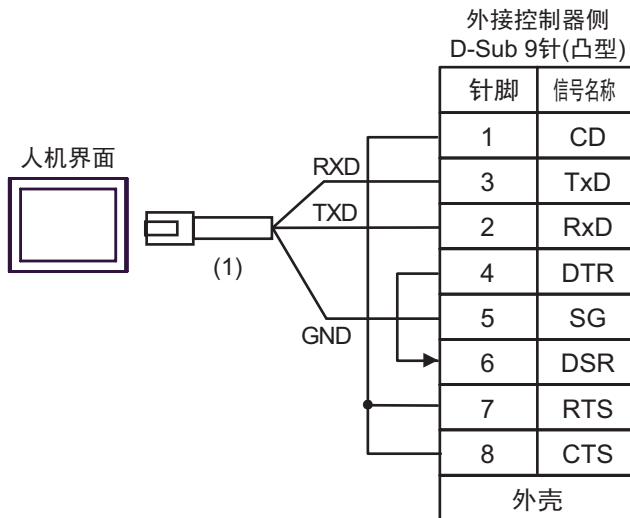 外接控制器侧
D-Sub 9针(凸型)
针脚 信号名称
人机界面
1 CD
RXD
3 TxD
TXD
2 RxD
(1)
4 DTR
5 SG
GND
6 DSR
7 RTS
8 CTS
外壳